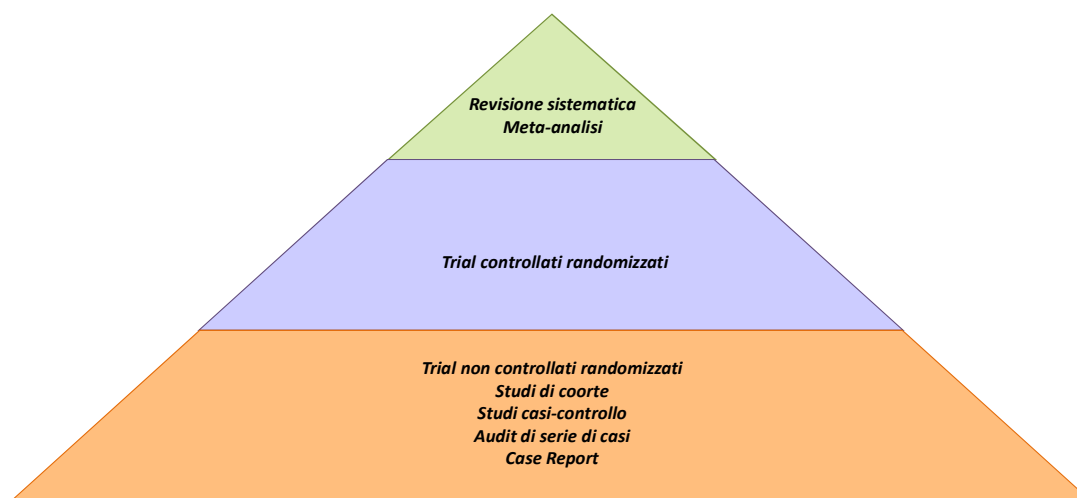 Revisione sistematica
Meta-analisi
Trial controllati randomizzati
Trial non controllati randomizzati
Studi di coorte
Studi casi-controllo
Audit di serie di casi
Case Report